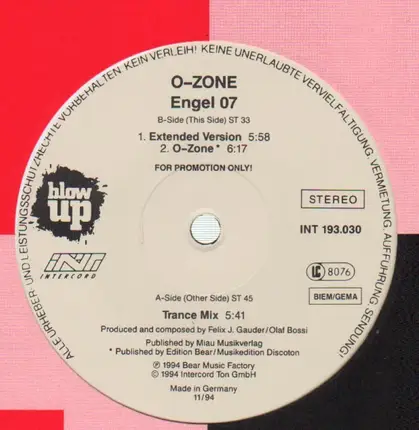 ALLE URHEBER- UND LEISTUNGSSCHUTZRECHTE VORBEHALTEN KEIN VERLEIH! KEINE UNERLAUBTE VERVIELFÄLTIGUNG, VERMIETUNG, AUFFÜHRUNG, SENDUNG!
O-ZONE
Engel 07
B-Side (This Side) ST 33
1. Extended Version 5:58
2. O-Zone* 6:17
FOR PROMOTION ONLY!
blow
up
STEREO
INT 193.030
INT
INTERCORD
LC 8076
BIEM/GEMA
A-Side (Other Side) ST 45
Trance Mix 5:41
Produced and composed by Felix J. Gauder/Olaf Bossi
Published by Miau Musikverlag
* Published by Edition Bear/Musikedition Discoton
℗ 1994 Bear Music Factory
© 1994 Intercord Ton GmbH
Made in Germany
11/94